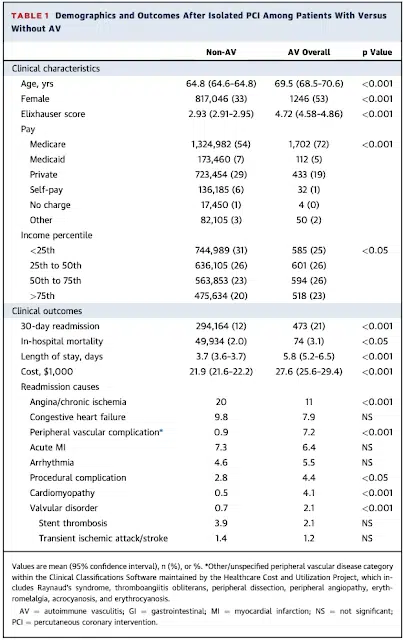 TABLE 1 Demographics and Outcomes After Isolated PCI Among Patients With Versus
Without AV
Non-AV AV Overall p Value
Clinical characteristics
Age, yrs 64.8 (64.6–64.8) 69.5 (68.5-70.6) <0.001
Female 817,046 (33) 1246 (53) <0.001
Elixhauser score 2.93 (2.91–2.95) 4.72 (4.58-4.86) <0.001
Pay
Medicare 1,324,982 (54) 1,702 (72) <0.001
Medicaid 173,460 (7) 112 (5)
Private 723,454 (29) 433 (19)
Self-pay 136,185 (6) 32 (1)
No charge 17,450 (1) 4 (0)
Other 82,105 (3) 50 (2)
Income percentile
<25th 744,989 (31) 585 (25) <0.05
25th to 50th 636,105 (26) 601 (26)
50th to 75th 563,853 (23) 594 (26)
>75th 475,634 (20) 518 (23)
Clinical outcomes
30-day readmission 294,164 (12) 473 (21) <0.001
In-hospital mortality 49,934 (2.0) 74 (3.1) <0.05
Length of stay, days 3.7 (3.6–3.7) 5.8 (5.2–6.5) <0.001
Cost, $1,000 21.9 (21.6–22.2) 27.6 (25.6–29.4) <0.001
Readmission causes
Angina/chronic ischemia 20 11 <0.001
Congestive heart failure 9.8 7.9 NS
Peripheral vascular complication* 0.9 7.2 <0.001
Acute MI 7.3 6.4 NS
Arrhythmia 4.6 5.5 NS
Procedural complication 2.8 4.4 <0.05
Cardiomyopathy 0.5 4.1 <0.001
Valvular disorder 0.7 2.1 <0.001
Stent thrombosis 3.9 2.1 NS
Transient ischemic attack/stroke 1.4 1.2 NS
Values are mean (95% confidence interval), n (%), or %. *Other/unspecified peripheral vascular disease category
within the Clinical Classifications Software maintained by the Healthcare Cost and Utilization Project, which in-
cludes Raynaud's syndrome, thromboangiitis obliterans, peripheral dissection, peripheral angiopathy, eryth-
romelalgia, acrocyanosis, and erythrocyanosis.
AV = autoimmune vasculitis; GI = gastrointestinal; MI = myocardial infarction; NS = not significant;
PCI = percutaneous coronary intervention.